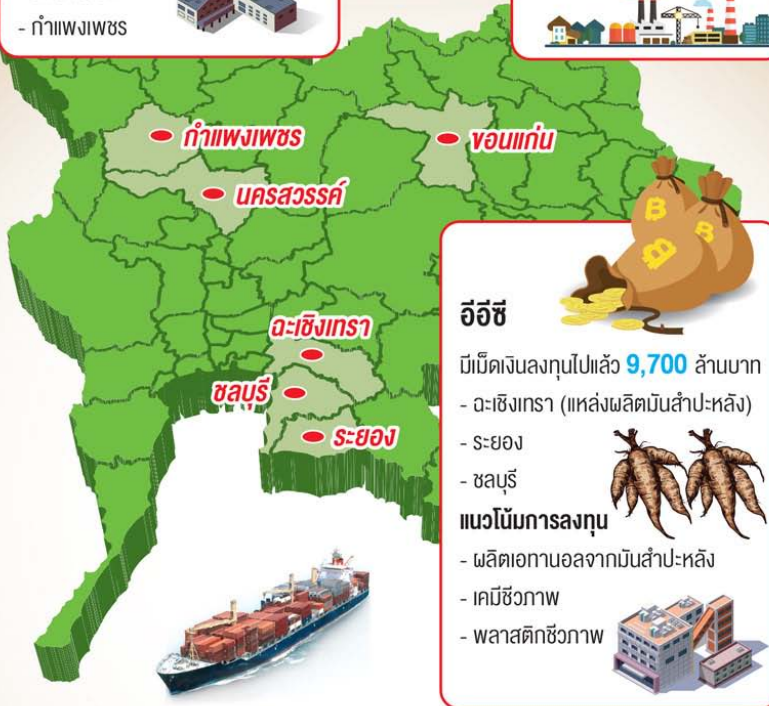 - กำแพงเพชร
กำแพงเพชร
ขอนแก่น
นครสวรรค์
ฉะเชิงเทรา
ชลบุรี
ระยอง
อีอีซี
มีเม็ดเงินลงทุนไปแล้ว 9,700 ล้านบาท
- ฉะเชิงเทรา (แหล่งผลิตมันสำปะหลัง)
- ระยอง
- ชลบุรี
แนวโน้มการลงทุน
- ผลิตเอทานอลจากมันสำปะหลัง
- เคมีชีวภาพ
- พลาสติกชีวภาพ